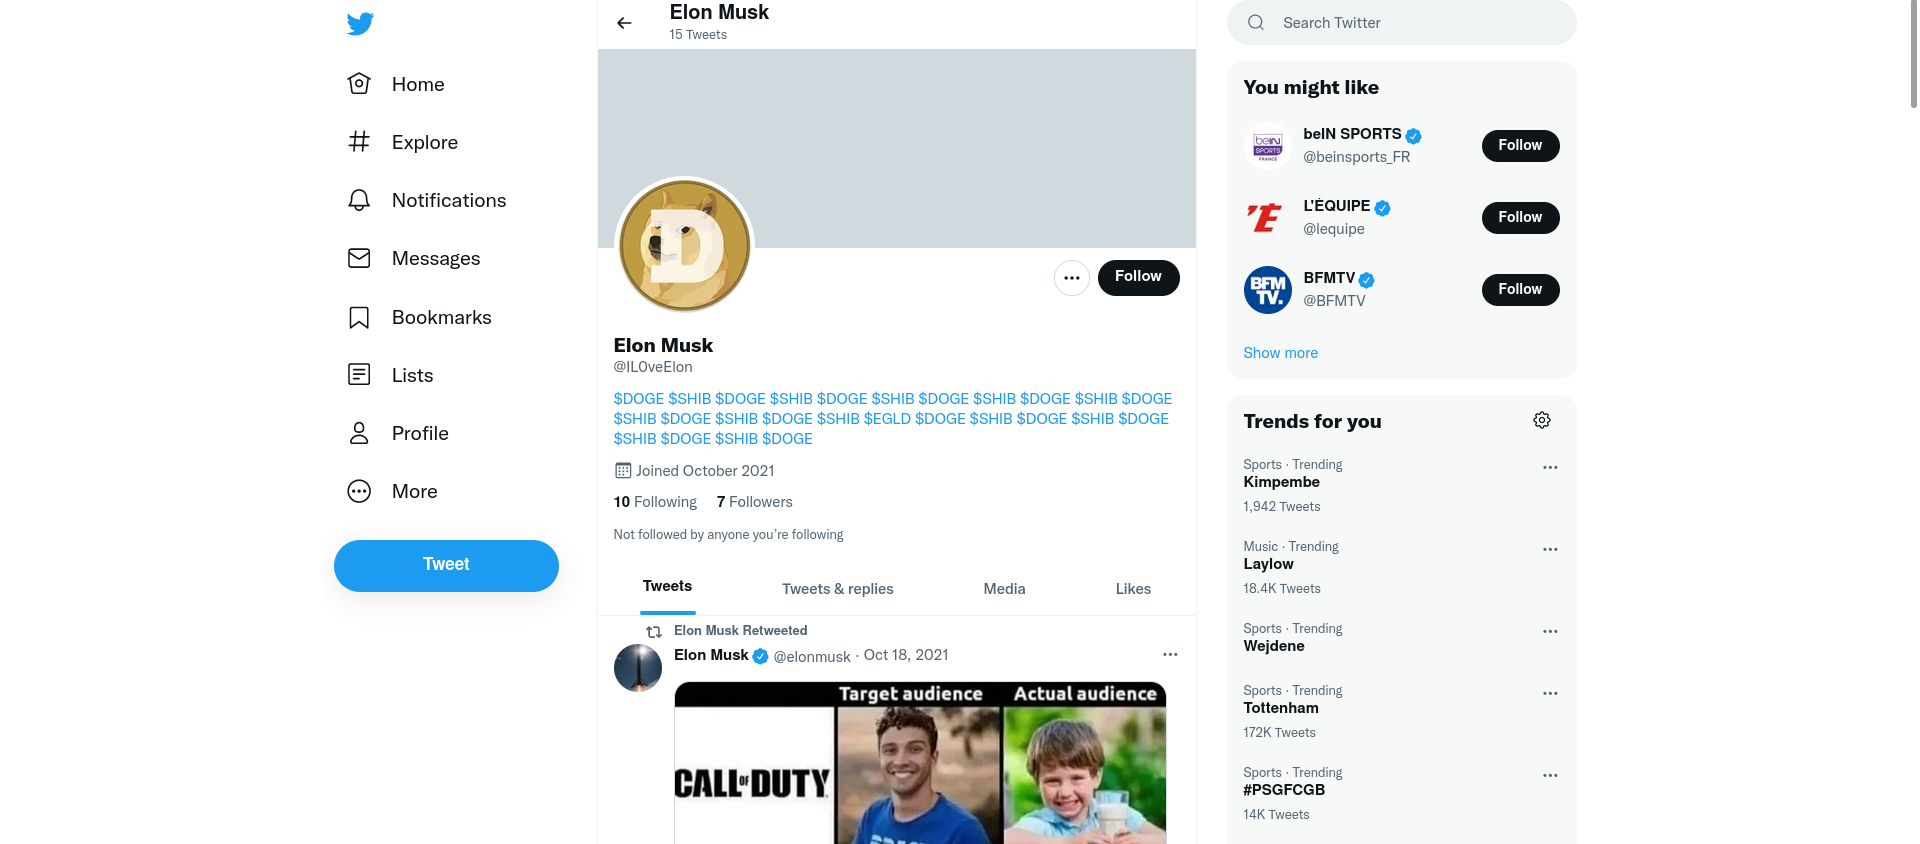 Home
Explore
Notifications
Messages
Bookmarks
Lists
Profile
More
Tweet
Elon Musk
15 Tweets
D
Follow
Elon Musk
@IL0veElon
$DOGE $SHIB $DOGE $SHIB $DOGE $SHIB $DOGE $SHIB $DOGE $SHIB $DOGE
$SHIB $DOGE $SHIB $DOGE $SHIB $EGLD $DOGE $SHIB $DOGE $SHIB $DOGE
$SHIB $DOGE $SHIB $DOGE
Joined October 2021
10 Following 7 Followers
Not followed by anyone you're following
Tweets Tweets & replies Media Likes
Elon Musk Retweeted
Elon Musk @elonmusk · Oct 18, 2021
Target audience Actual audience
CALL OF DUTY
Search Twitter
You might like
beIN SPORTS
@beinsports_FR
Follow
beIN
SPORTS
FRANCE
L'ÉQUIPE
@lequipe
Follow
'E
BFMTV
@BFMTV
Follow
BFM
TV.
Show more
Trends for you
Sports · Trending
Kimpembe
1,942 Tweets
Music · Trending
Laylow
18.4K Tweets
Sports · Trending
Wejdene
Sports · Trending
Tottenham
172K Tweets
Sports · Trending
#PSGFCGB
14K Tweets